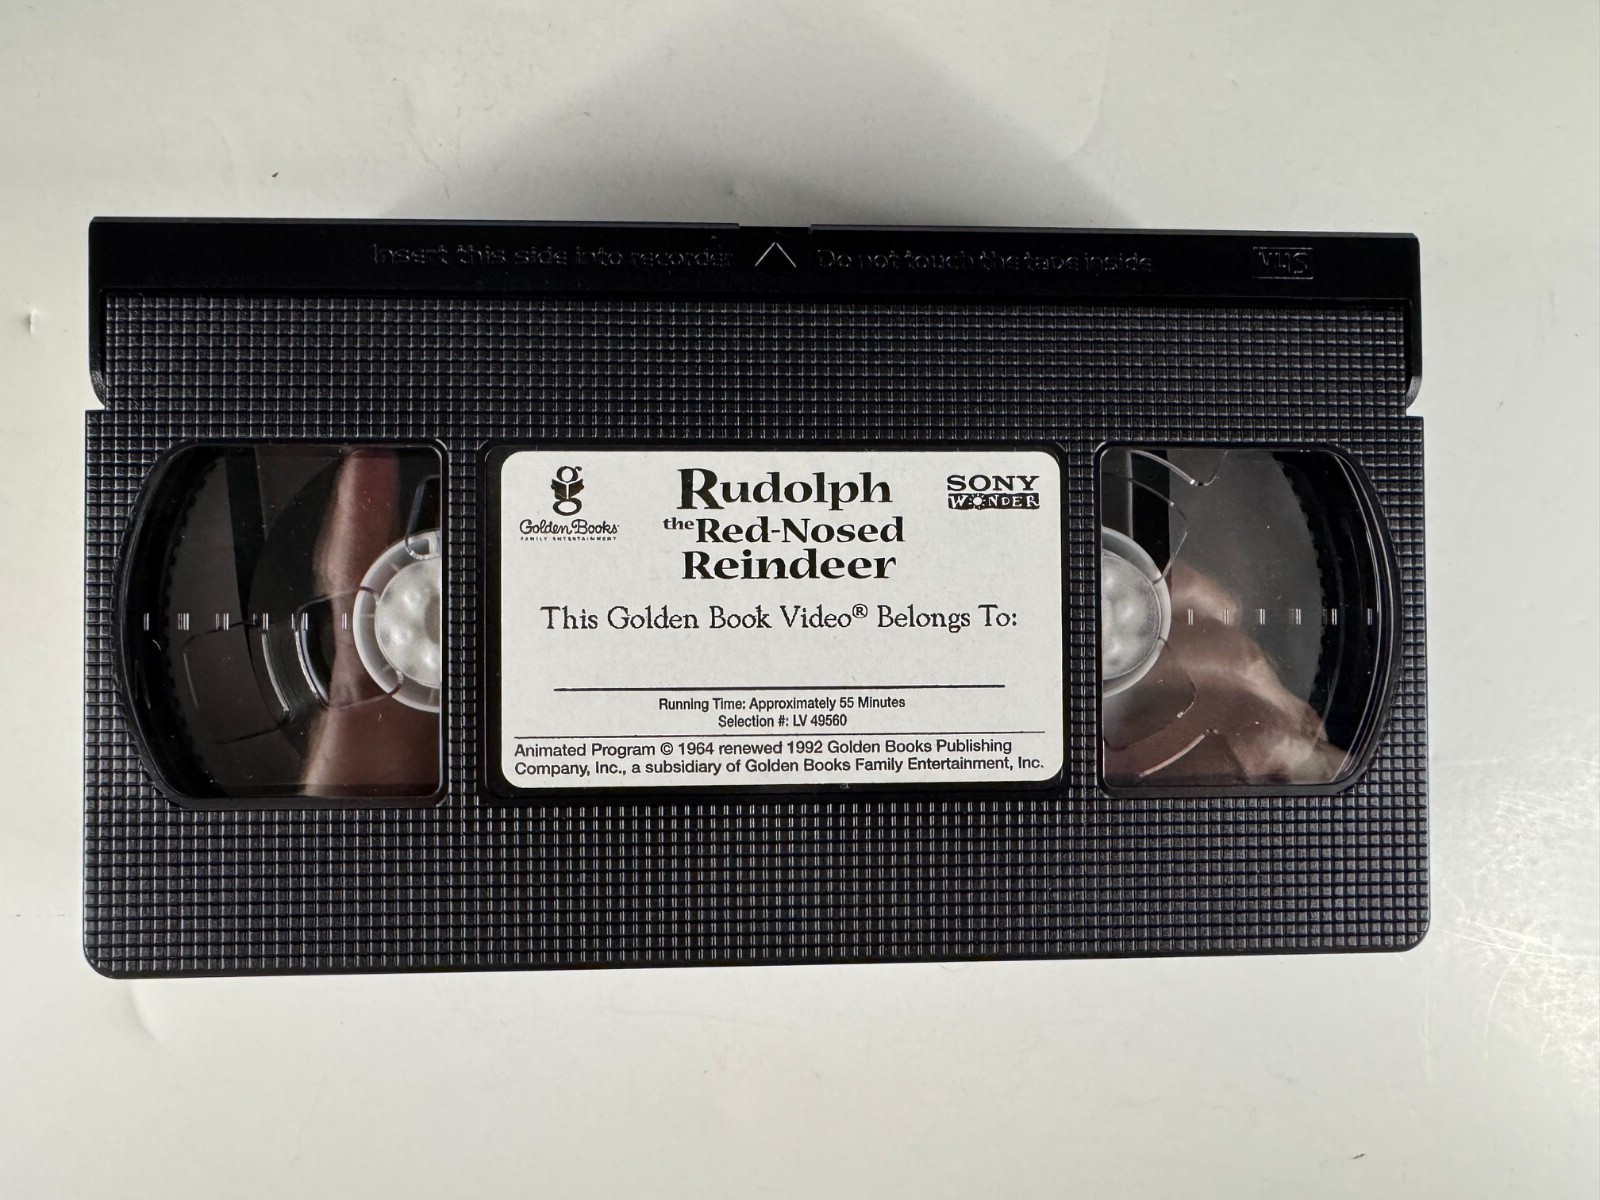 Insert this side into recorder Do not touch the tape inside VHS
Golden Books
FAMILY ENTERTAINMENT
Rudolph
the Red-Nosed
Reindeer
SONY
WONDER
This Golden Book Video® Belongs To:
Running Time: Approximately 55 Minutes
Selection #: LV 49560
Animated Program © 1964 renewed 1992 Golden Books Publishing
Company, Inc., a subsidiary of Golden Books Family Entertainment, Inc.